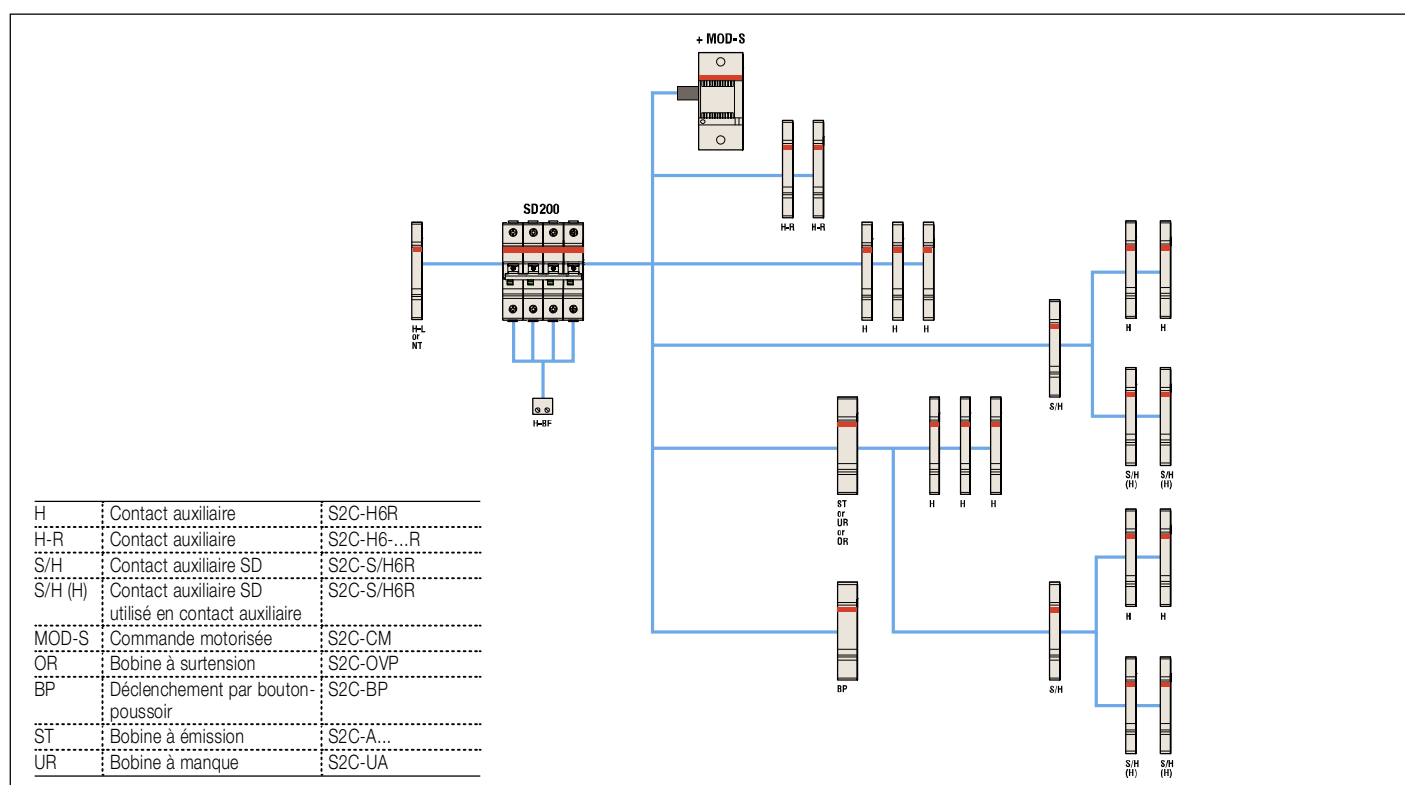 + MOD-S
H-R H-R
SD200
H-L
or
NT
H-BF
H H H
H H
S/H
S/H
(H)
S/H
(H)
ST
or
UR
or
OR
H H H
H H
BP
S/H
S/H
(H)
S/H
(H)
H Contact auxiliaire S2C-H6R
H-R Contact auxiliaire S2C-H6-...R
S/H Contact auxiliaire SD S2C-S/H6R
S/H (H) Contact auxiliaire SD S2C-S/H6R
utilisé en contact auxiliaire
MOD-S Commande motorisée S2C-CM
OR Bobine à surtension S2C-OVP
BP Déclenchement par bouton- S2C-BP
poussoir
ST Bobine à émission S2C-A...
UR Bobine à manque S2C-UA